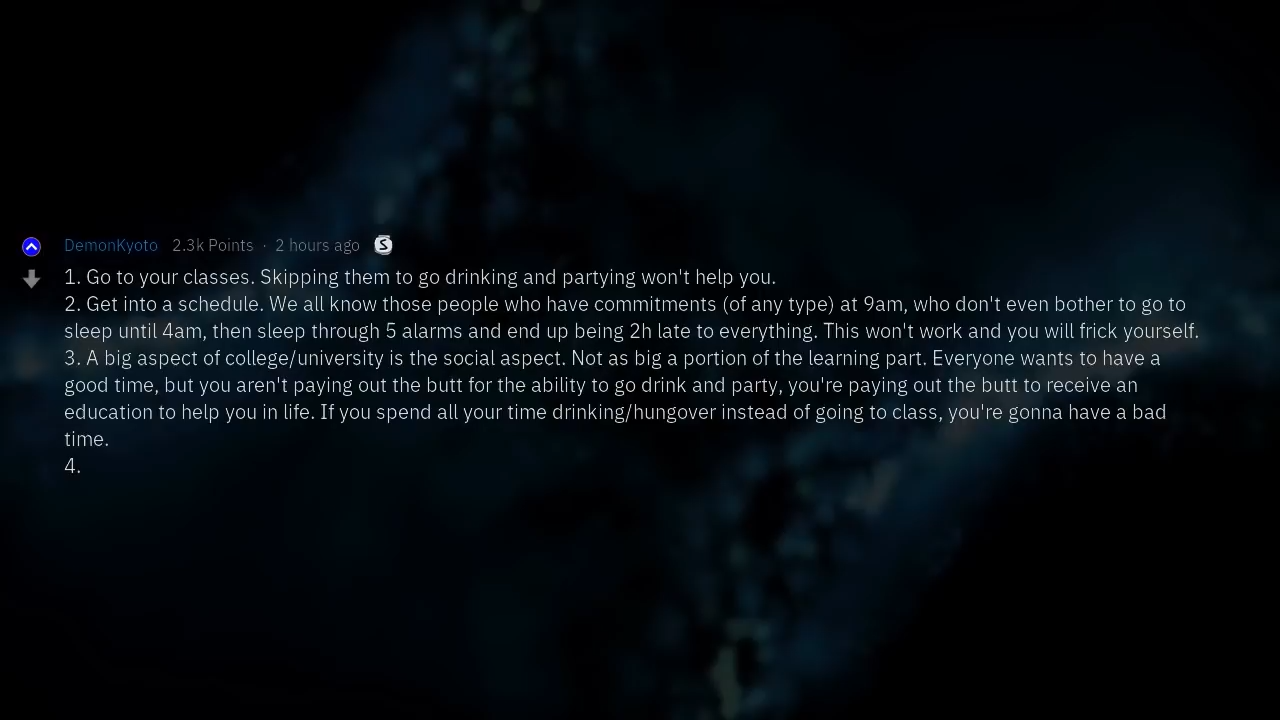 DemonKyoto 2.3k Points · 2 hours ago S
1. Go to your classes. Skipping them to go drinking and partying won't help you.
2. Get into a schedule. We all know those people who have commitments (of any type) at 9am, who don't even bother to go to
sleep until 4am, then sleep through 5 alarms and end up being 2h late to everything. This won't work and you will frick yourself.
3. A big aspect of college/university is the social aspect. Not as big a portion of the learning part. Everyone wants to have a
good time, but you aren't paying out the butt for the ability to go drink and party, you're paying out the butt to receive an
education to help you in life. If you spend all your time drinking/hungover instead of going to class, you're gonna have a bad
time.
4.